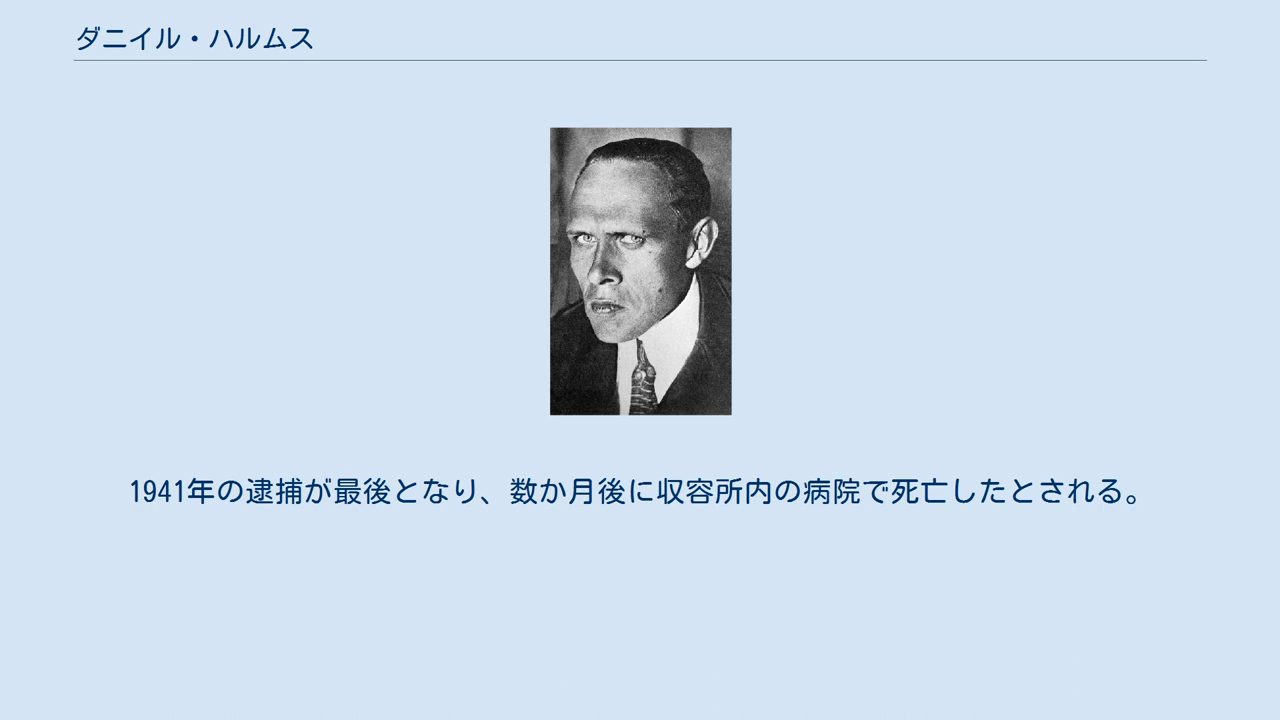 ダニイル・ハルムス
1941年の逮捕が最後となり、数か月後に収容所内の病院で死亡したとされる。